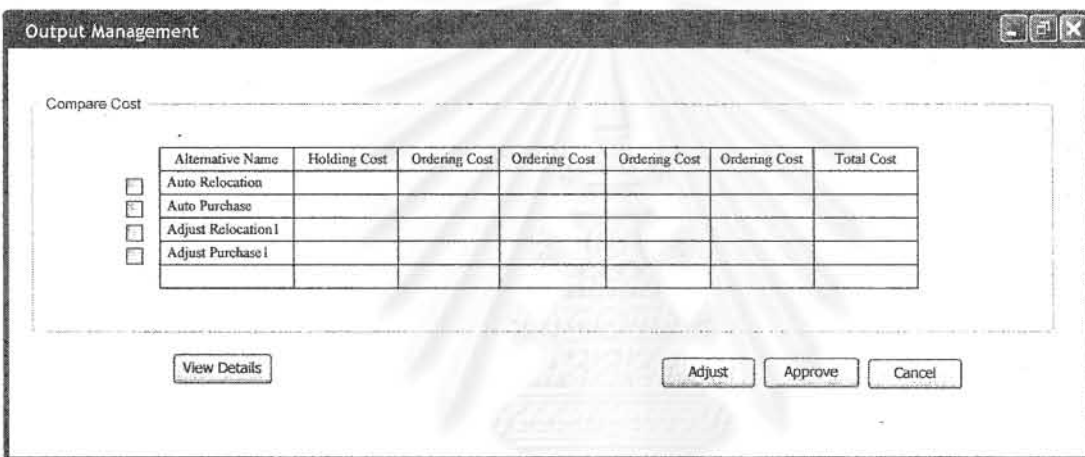 Output Management
Compare Cost
Alternative Name Holding Cost Ordering Cost Ordering Cost Ordering Cost Ordering Cost Total Cost
Auto Relocation
Auto Purchase
Adjust Relocation1
Adjust Purchase1
View Details Adjust Approve Cancel